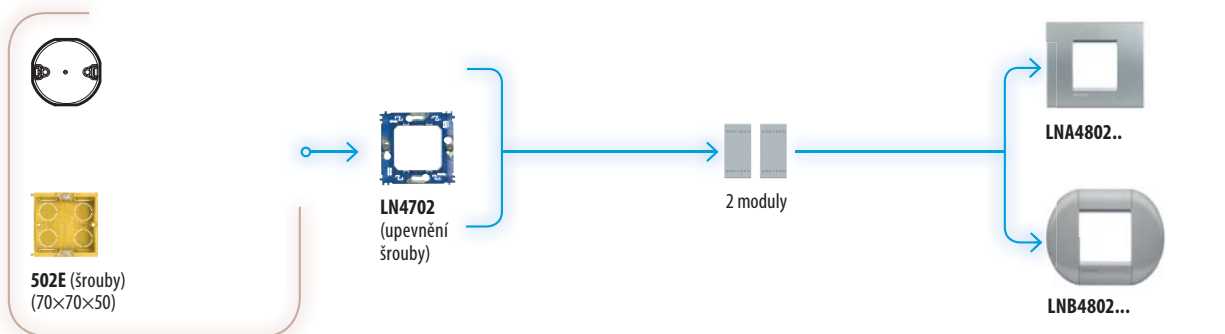 502E (šrouby)
(70×70×50)
LN4702
(upevnění
šrouby)
2 moduly
LNA4802..
LNB4802...